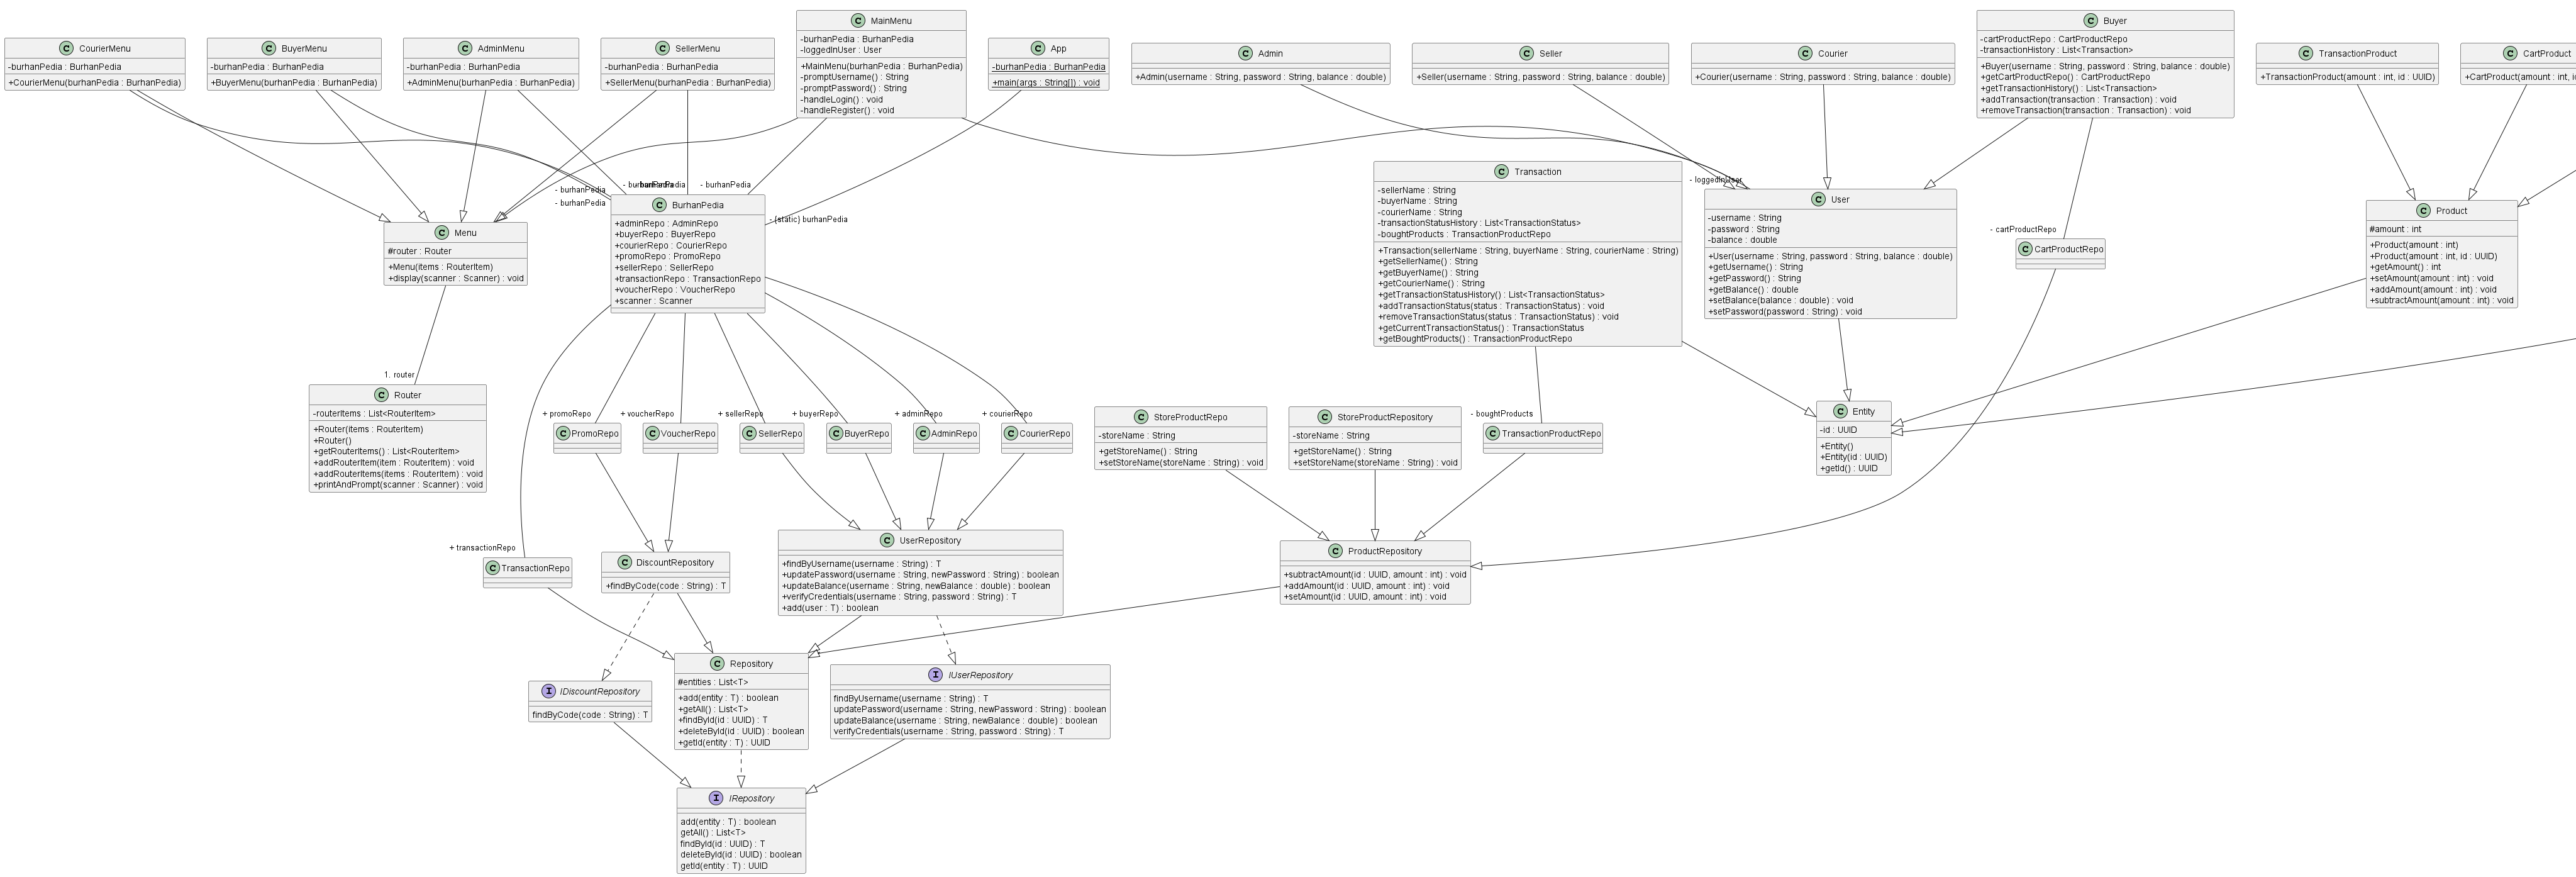 CourierMenu
-burhanPedia : BurhanPedia
+CourierMenu(burhanPedia : BurhanPedia)
BuyerMenu
-burhanPedia : BurhanPedia
+BuyerMenu(burhanPedia : BurhanPedia)
AdminMenu
-burhanPedia : BurhanPedia
+AdminMenu(burhanPedia : BurhanPedia)
SellerMenu
-burhanPedia : BurhanPedia
+SellerMenu(burhanPedia : BurhanPedia)
MainMenu
-burhanPedia : BurhanPedia
-loggedInUser : User
+MainMenu(burhanPedia : BurhanPedia)
-promptUsername() : String
-promptPassword() : String
-handleLogin() : void
-handleRegister() : void
App
-burhanPedia : BurhanPedia
+main(args : String[]) : void
Admin
+Admin(username : String, password : String, balance : double)
Seller
+Seller(username : String, password : String, balance : double)
Courier
+Courier(username : String, password : String, balance : double)
Buyer
-cartProductRepo : CartProductRepo
-transactionHistory : List<Transaction>
+Buyer(username : String, password : String, balance : double)
+getCartProductRepo() : CartProductRepo
+getTransactionHistory() : List<Transaction>
+addTransaction(transaction : Transaction) : void
+removeTransaction(transaction : Transaction) : void
TransactionProduct
+TransactionProduct(amount : int, id : UUID)
CartProduct
+CartProduct(amount : int,
- burhanPedia
- burhanPedia
- burhanPedia
- burhanPedia
- burhanPedia
- {static} burhanPedia
- loggedInUser
- cartProductRepo
Menu
#router : Router
+Menu(items : RouterItem)
+display(scanner : Scanner) : void
BurhanPedia
+adminRepo : AdminRepo
+buyerRepo : BuyerRepo
+courierRepo : CourierRepo
+promoRepo : PromoRepo
+sellerRepo : SellerRepo
+transactionRepo : TransactionRepo
+voucherRepo : VoucherRepo
+scanner : Scanner
Transaction
-sellerName : String
-buyerName : String
-courierName : String
-transactionStatusHistory : List<TransactionStatus>
-boughtProducts : TransactionProductRepo
+Transaction(sellerName : String, buyerName : String, courierName : String)
+getSellerName() : String
+getBuyerName() : String
+getCourierName() : String
+getTransactionStatusHistory() : List<TransactionStatus>
+addTransactionStatus(status : TransactionStatus) : void
+removeTransactionStatus(status : TransactionStatus) : void
+getCurrentTransactionStatus() : TransactionStatus
+getBoughtProducts() : TransactionProductRepo
User
-username : String
-password : String
-balance : double
+User(username : String, password : String, balance : double)
+getUsername() : String
+getPassword() : String
+getBalance() : double
+setBalance(balance : double) : void
+setPassword(password : String) : void
CartProductRepo
Product
#amount : int
+Product(amount : int)
+Product(amount : int, id : UUID)
+getAmount() : int
+setAmount(amount : int) : void
+addAmount(amount : int) : void
+subtractAmount(amount : int) : void
1. router
Router
-routerItems : List<RouterItem>
+Router(items : RouterItem)
+Router()
+getRouterItems() : List<RouterItem>
+addRouterItem(item : RouterItem) : void
+addRouterItems(items : RouterItem) : void
+printAndPrompt(scanner : Scanner) : void
+ promoRepo
+ voucherRepo
+ sellerRepo
+ buyerRepo
+ adminRepo
+ courierRepo
PromoRepo
VoucherRepo
SellerRepo
BuyerRepo
AdminRepo
CourierRepo
StoreProductRepo
-storeName : String
+getStoreName() : String
+setStoreName(storeName : String) : void
StoreProductRepository
-storeName : String
+getStoreName() : String
+setStoreName(storeName : String) : void
- boughtProducts
TransactionProductRepo
Entity
-id : UUID
+Entity()
+Entity(id : UUID)
+getId() : UUID
+ transactionRepo
TransactionRepo
DiscountRepository
+findByCode(code : String) : T
UserRepository
+findByUsername(username : String) : T
+updatePassword(username : String, newPassword : String) : boolean
+updateBalance(username : String, newBalance : double) : boolean
+verifyCredentials(username : String, password : String) : T
+add(user : T) : boolean
ProductRepository
+subtractAmount(id : UUID, amount : int) : void
+addAmount(id : UUID, amount : int) : void
+setAmount(id : UUID, amount : int) : void
IDiscountRepository
findByCode(code : String) : T
Repository
#entities : List<T>
+add(entity : T) : boolean
+getAll() : List<T>
+findById(id : UUID) : T
+deleteById(id : UUID) : boolean
+getId(entity : T) : UUID
IUserRepository
findByUsername(username : String) : T
updatePassword(username : String, newPassword : String) : boolean
updateBalance(username : String, newBalance : double) : boolean
verifyCredentials(username : String, password : String) : T
IRepository
add(entity : T) : boolean
getAll() : List<T>
findById(id : UUID) : T
deleteById(id : UUID) : boolean
getId(entity : T) : UUID